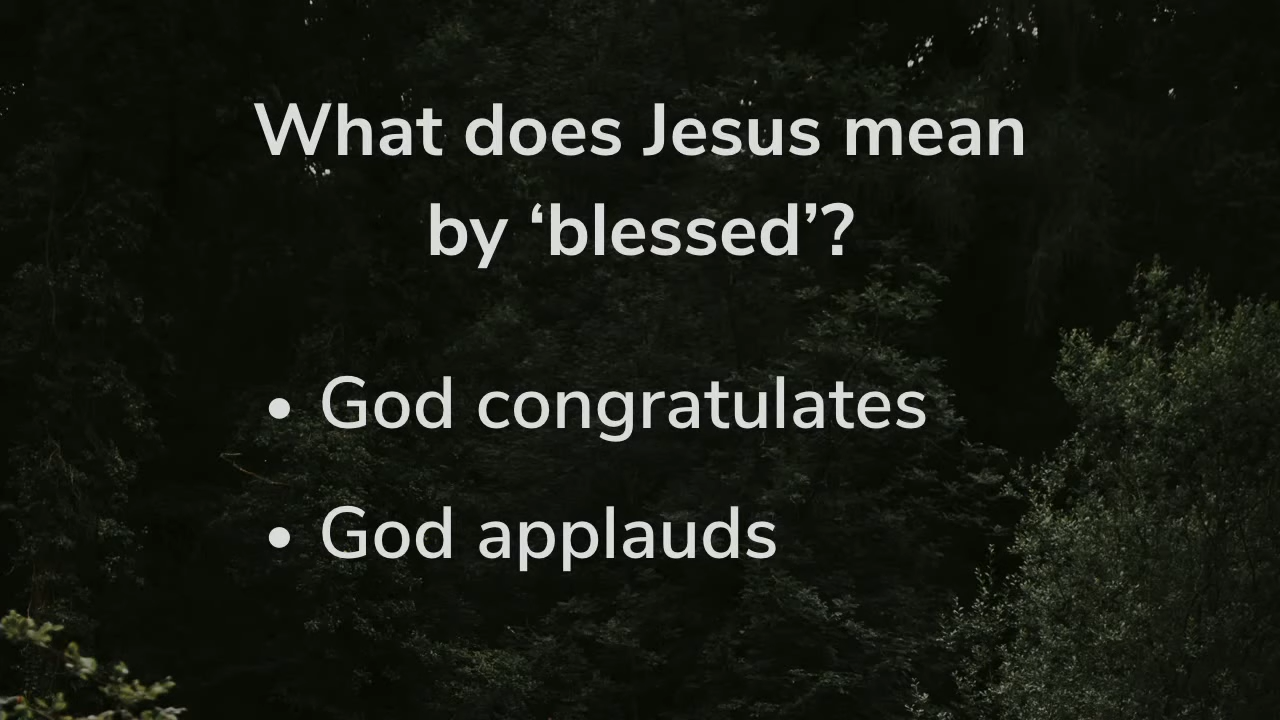 What does Jesus mean
by ‘blessed’?
• God congratulates
• God applauds